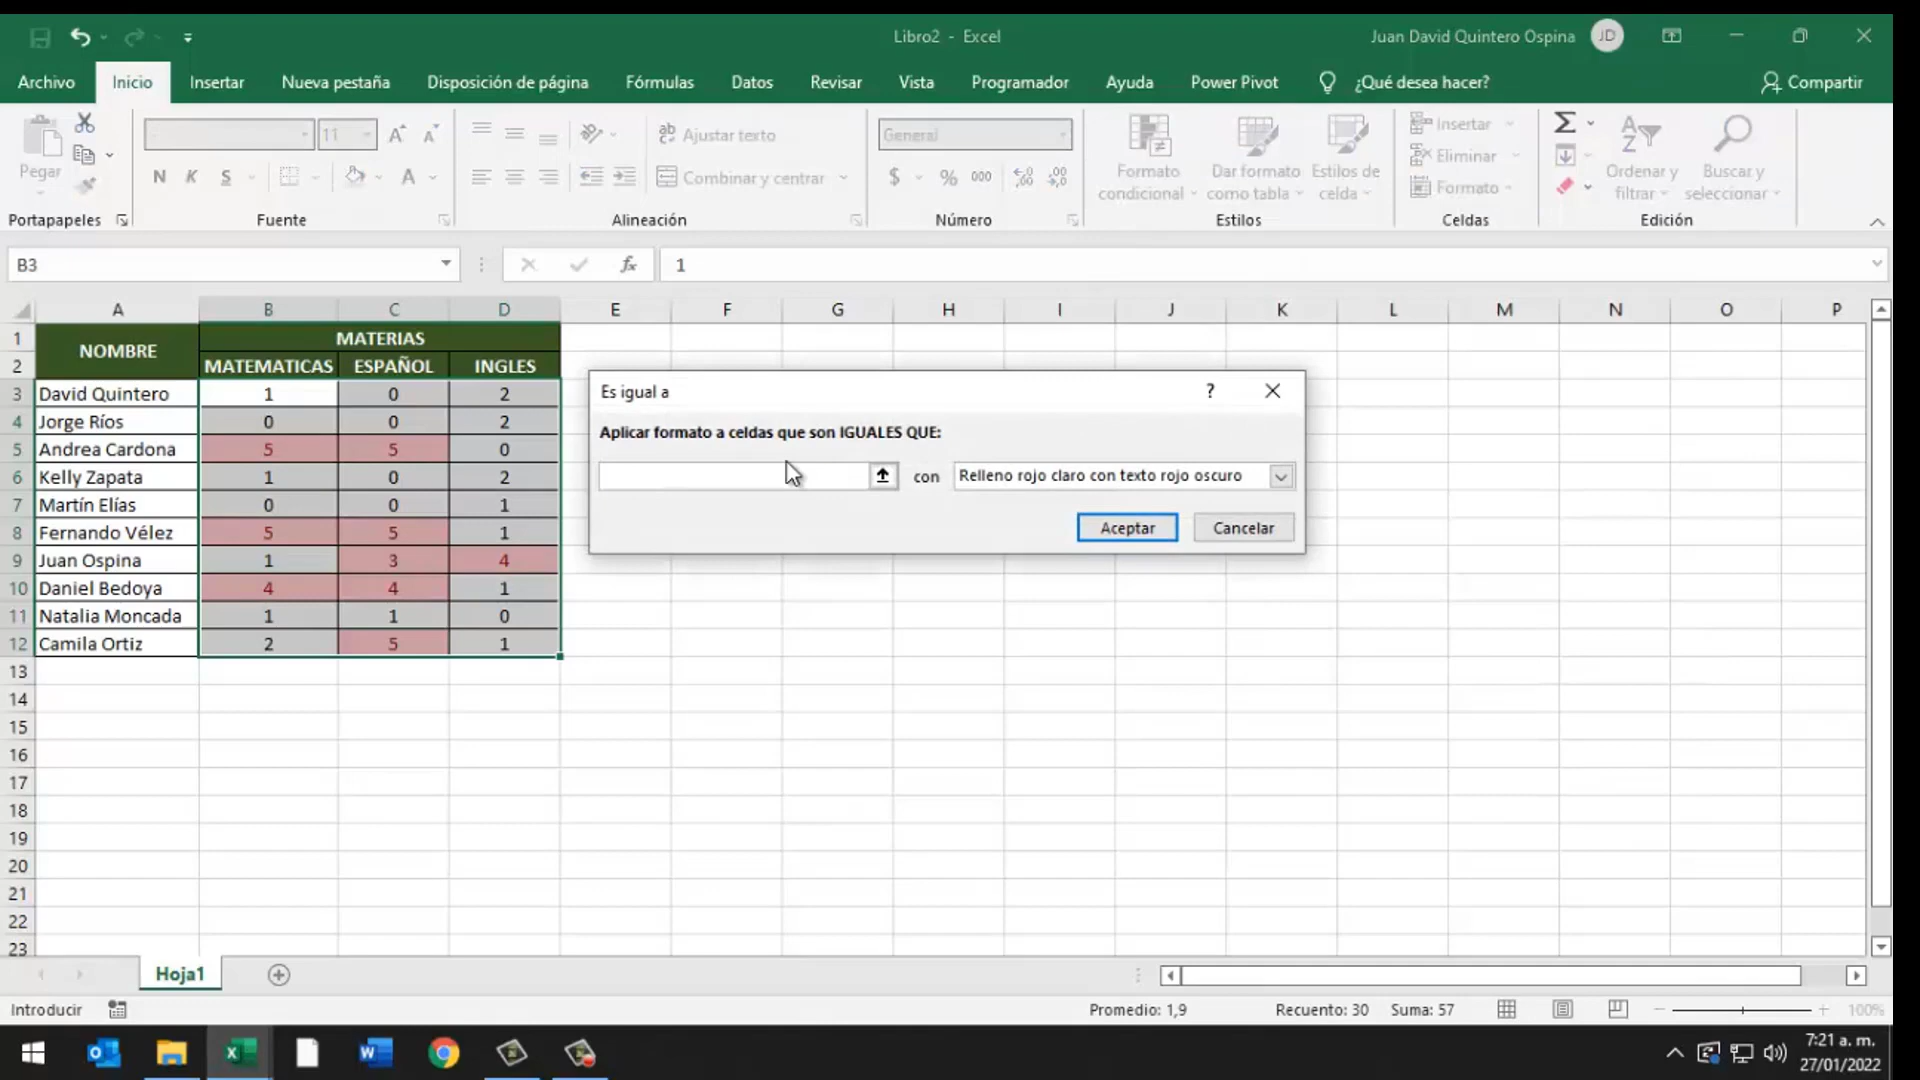 Libro2 - Excel
Juan David Quintero Ospina JD
Archivo Inicio Insertar Nueva pestaña Disposición de página Fórmulas Datos Revisar Vista Programador Ayuda Power Pivot ¿Qué desea hacer? Compartir
11 Ajustar texto General Insertar
Pegar N K S A Combinar y centrar $ % 000 Formato condicional Dar formato como tabla Estilos de celda Eliminar Formato Ordenar y filtrar Buscar y seleccionar
Portapapeles Fuente Alineación Número Estilos Celdas Edición
B3 fx 1
A B C D E F G H I J K L M N O P
1 NOMBRE MATERIAS
2 MATEMATICAS ESPAÑOL INGLES
3 David Quintero 1 0 2
4 Jorge Ríos 0 0 2
5 Andrea Cardona 5 5 0
6 Kelly Zapata 1 0 2
7 Martín Elías 0 0 1
8 Fernando Vélez 5 5 1
9 Juan Ospina 1 3 4
10 Daniel Bedoya 4 4 1
11 Natalia Moncada 1 1 0
12 Camila Ortiz 2 5 1
13
14
15
16
17
18
19
20
21
22
23
Es igual a ?
Aplicar formato a celdas que son IGUALES QUE:
con Relleno rojo claro con texto rojo oscuro
Aceptar Cancelar
Hoja1
Introducir Promedio: 1,9 Recuento: 30 Suma: 57 100%
7:21 a. m.
27/01/2022